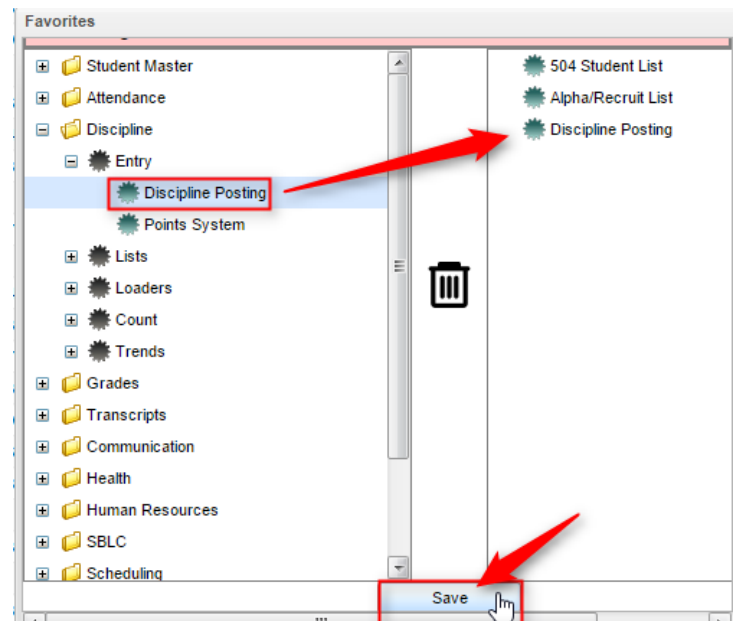 Favorites
Student Master
Attendance
Discipline
Entry
Discipline Posting
Points System
Lists
Loaders
Count
Trends
Grades
Transcripts
Communication
Health
Human Resources
SBLC
Scheduling
504 Student List
Alpha/Recruit List
Discipline Posting
Save